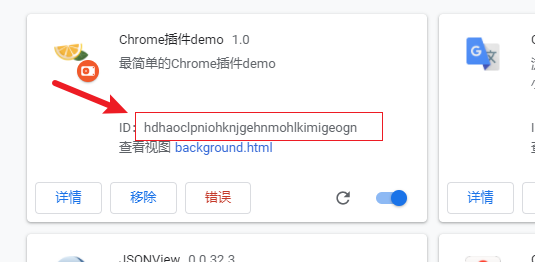 Chrome插件demo 1.0
最简单的Chrome插件demo
ID: hdhaoclpniohknjgehnmohlkimigeogn
查看视图 background.html
详情 移除 错误
详情
JSONView 0.0.32.3